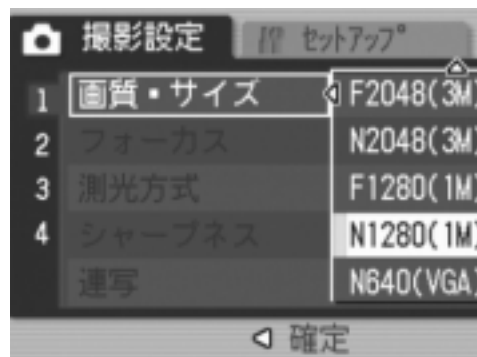 撮影設定 セットアップ
1 画質・サイズ F2048(3M)
2 フォーカス N2048(3M)
3 測光方式 F1280(1M)
4 シャープネス N1280(1M)
連写 N640(VGA)
確定